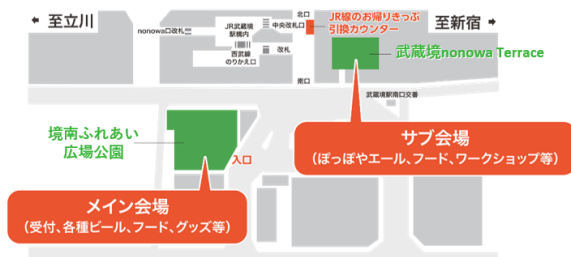 至立川
nonowa口改札
JR武蔵境
駅構内
西武線
のりかえ口
北口
中央改札口
改札
JR線のお帰りきっぷ
引換カウンター
至新宿
武蔵境nonowa Terrace
南口
武蔵境駅南口交番
境南ふれあい
広場公園
入口
サブ会場
（ぽっぽやエール、フード、ワークショップ等）
メイン会場
（受付、各種ビール、フード、グッズ等）